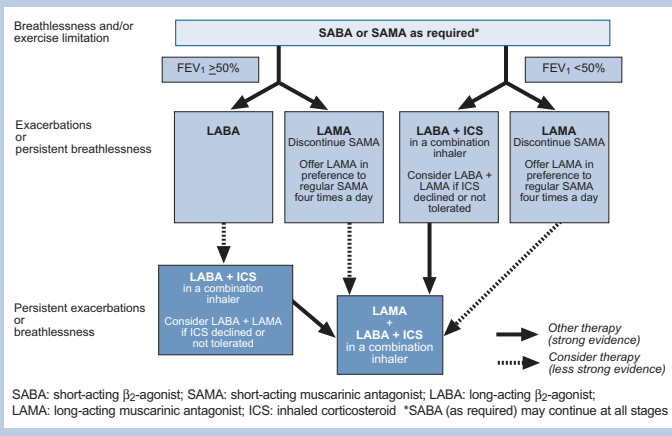 Breathlessness and/or
exercise limitation
SABA or SAMA as required*
FEV₁ ≥50%
FEV₁ <50%
Exacerbations
or
persistent breathlessness
LABA
LAMA
Discontinue SAMA
Offer LAMA in
preference to
regular SAMA
four times a day
LABA + ICS
in a combination
inhaler
Consider LABA +
LAMA if ICS
declined or not
tolerated
LAMA
Discontinue SAMA
Offer LAMA in
preference to
regular SAMA
four times a day
Persistent exacerbations
or
breathlessness
LABA + ICS
in a combination
inhaler
Consider LABA + LAMA
if ICS declined or
not tolerated
LAMA
+
LABA + ICS
in a combination
inhaler
Other therapy
(strong evidence)
Consider therapy
(less strong evidence)
SABA: short-acting β₂-agonist; SAMA: short-acting muscarinic antagonist; LABA: long-acting β₂-agonist;
LAMA: long-acting muscarinic antagonist; ICS: inhaled corticosteroid *SABA (as required) may continue at all stages